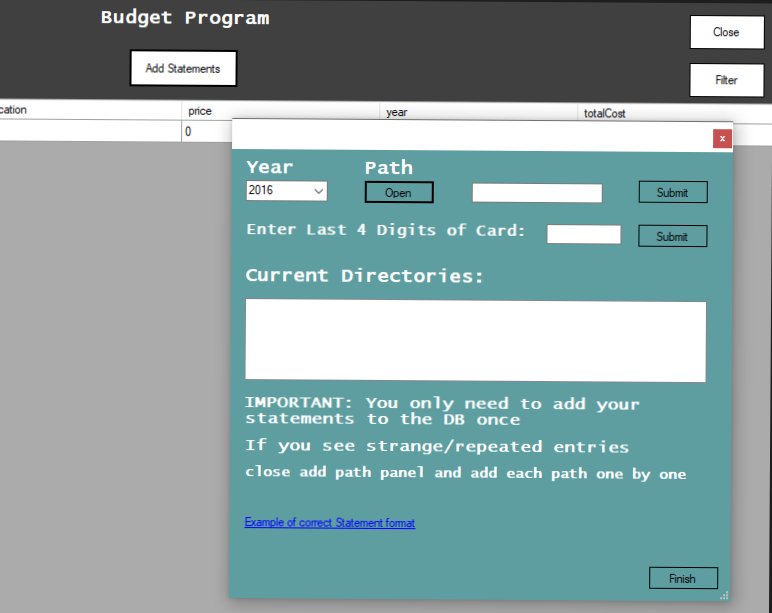 Budget Program
Close
Add Statements
Filter
cation price year totalCost
0
x
Year Path
2016 Open Submit
Enter Last 4 Digits of Card: Submit
Current Directories:
IMPORTANT: You only need to add your
statements to the DB once
If you see strange/repeated entries
close add path panel and add each path one by one
Example of correct Statement format
Finish